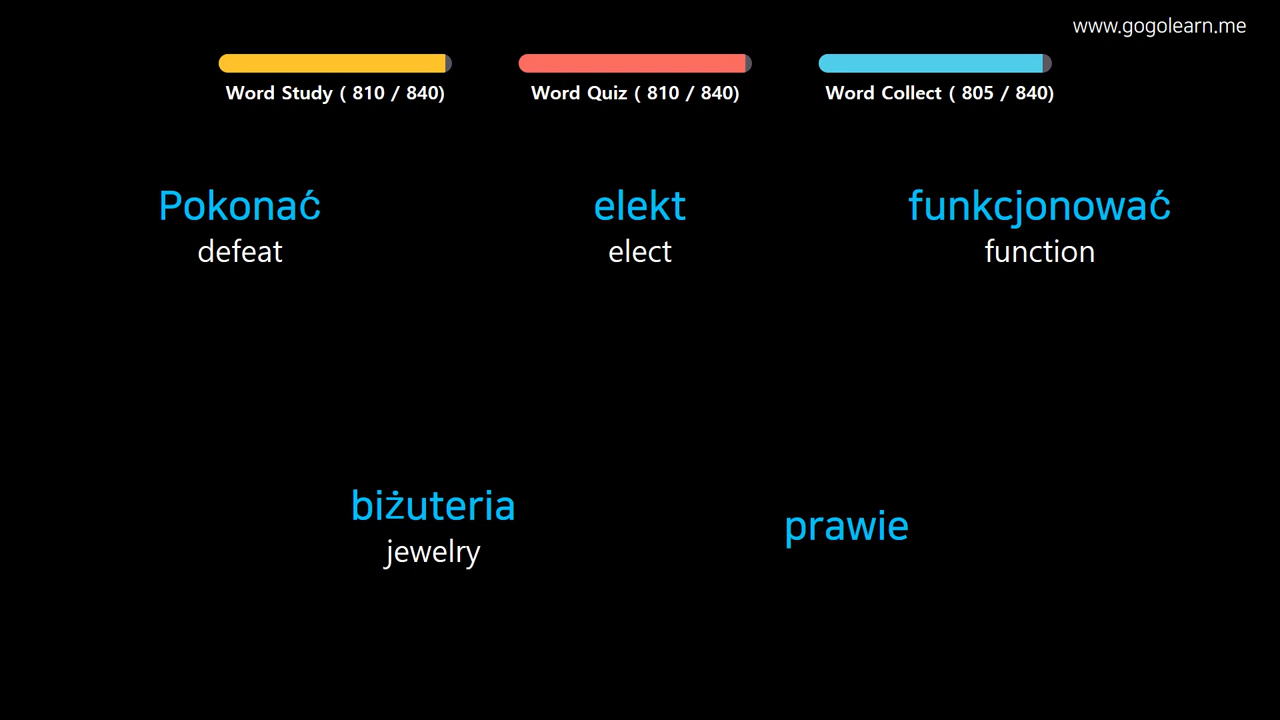 www.gogolearn.me
Word Study ( 810 / 840)
Word Quiz ( 810 / 840)
Word Collect ( 805 / 840)
Pokonać
defeat
elekt
elect
funkcjonować
function
biżuteria
jewelry
prawie